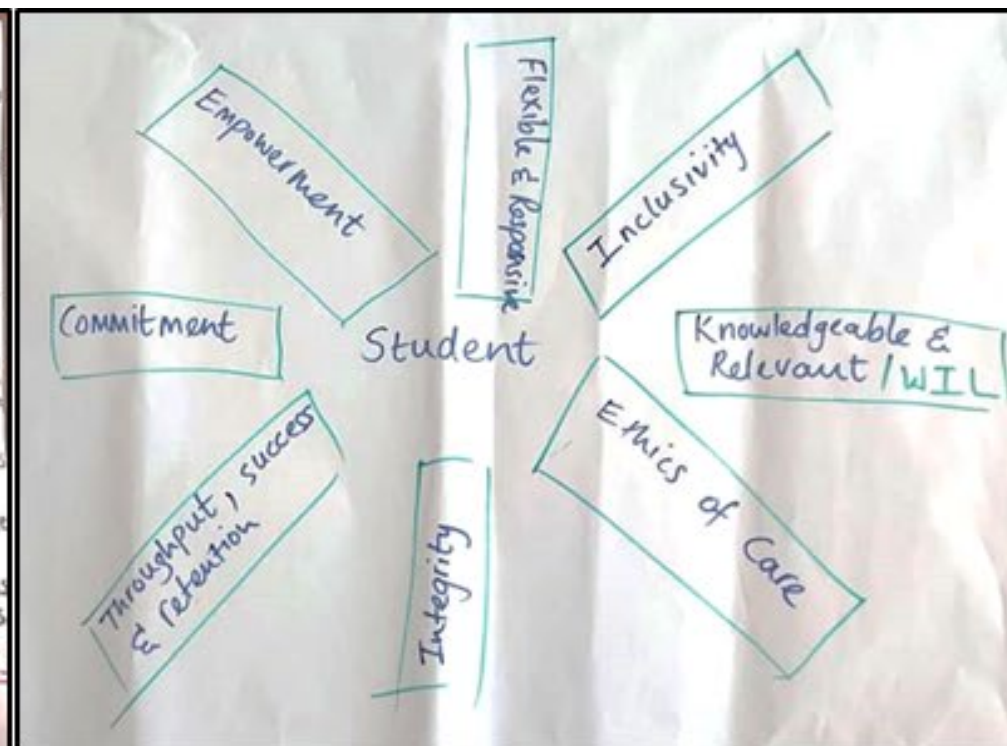 Empowerment
Flexible & Responsive
Inclusivity
Commitment
Student
Knowledgeable &
Relevant / WIL
Throughput, success
& retention
Integrity
Ethics of
Care